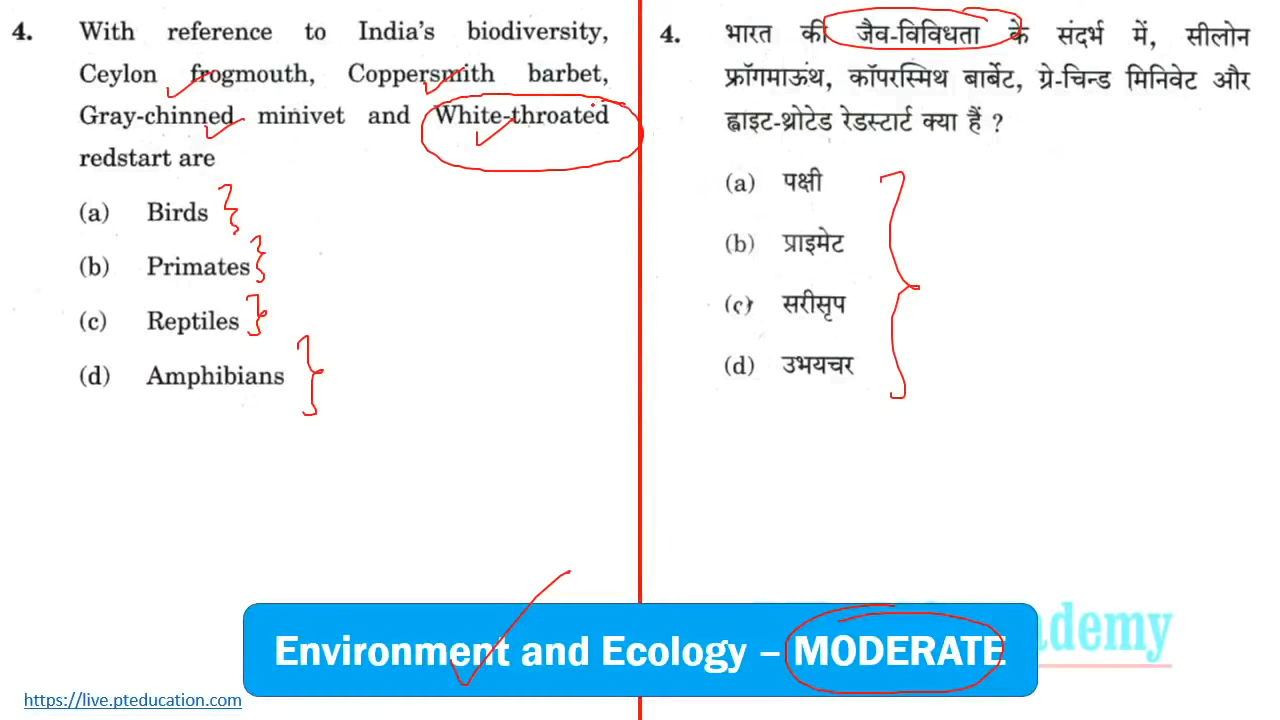 4. With reference to India's biodiversity,
Ceylon frogmouth, Coppersmith barbet,
Gray-chinned minivet and White-throated
redstart are
(a) Birds
(b) Primates
(c) Reptiles
(d) Amphibians
4. भारत की जैव-विविधता के संदर्भ में, सीलोन
फ्रॉगमाऊथ, कॉपरस्मिथ बार्बेट, ग्रे-चिन्ड मिनिवेट और
ह्वाइट-थ्रोटेड रेडस्टार्ट क्या हैं ?
(a) पक्षी
(b) प्राइमेट
(c) सरीसृप
(d) उभयचर
Environment and Ecology – MODERATE
https://live.pteducation.com